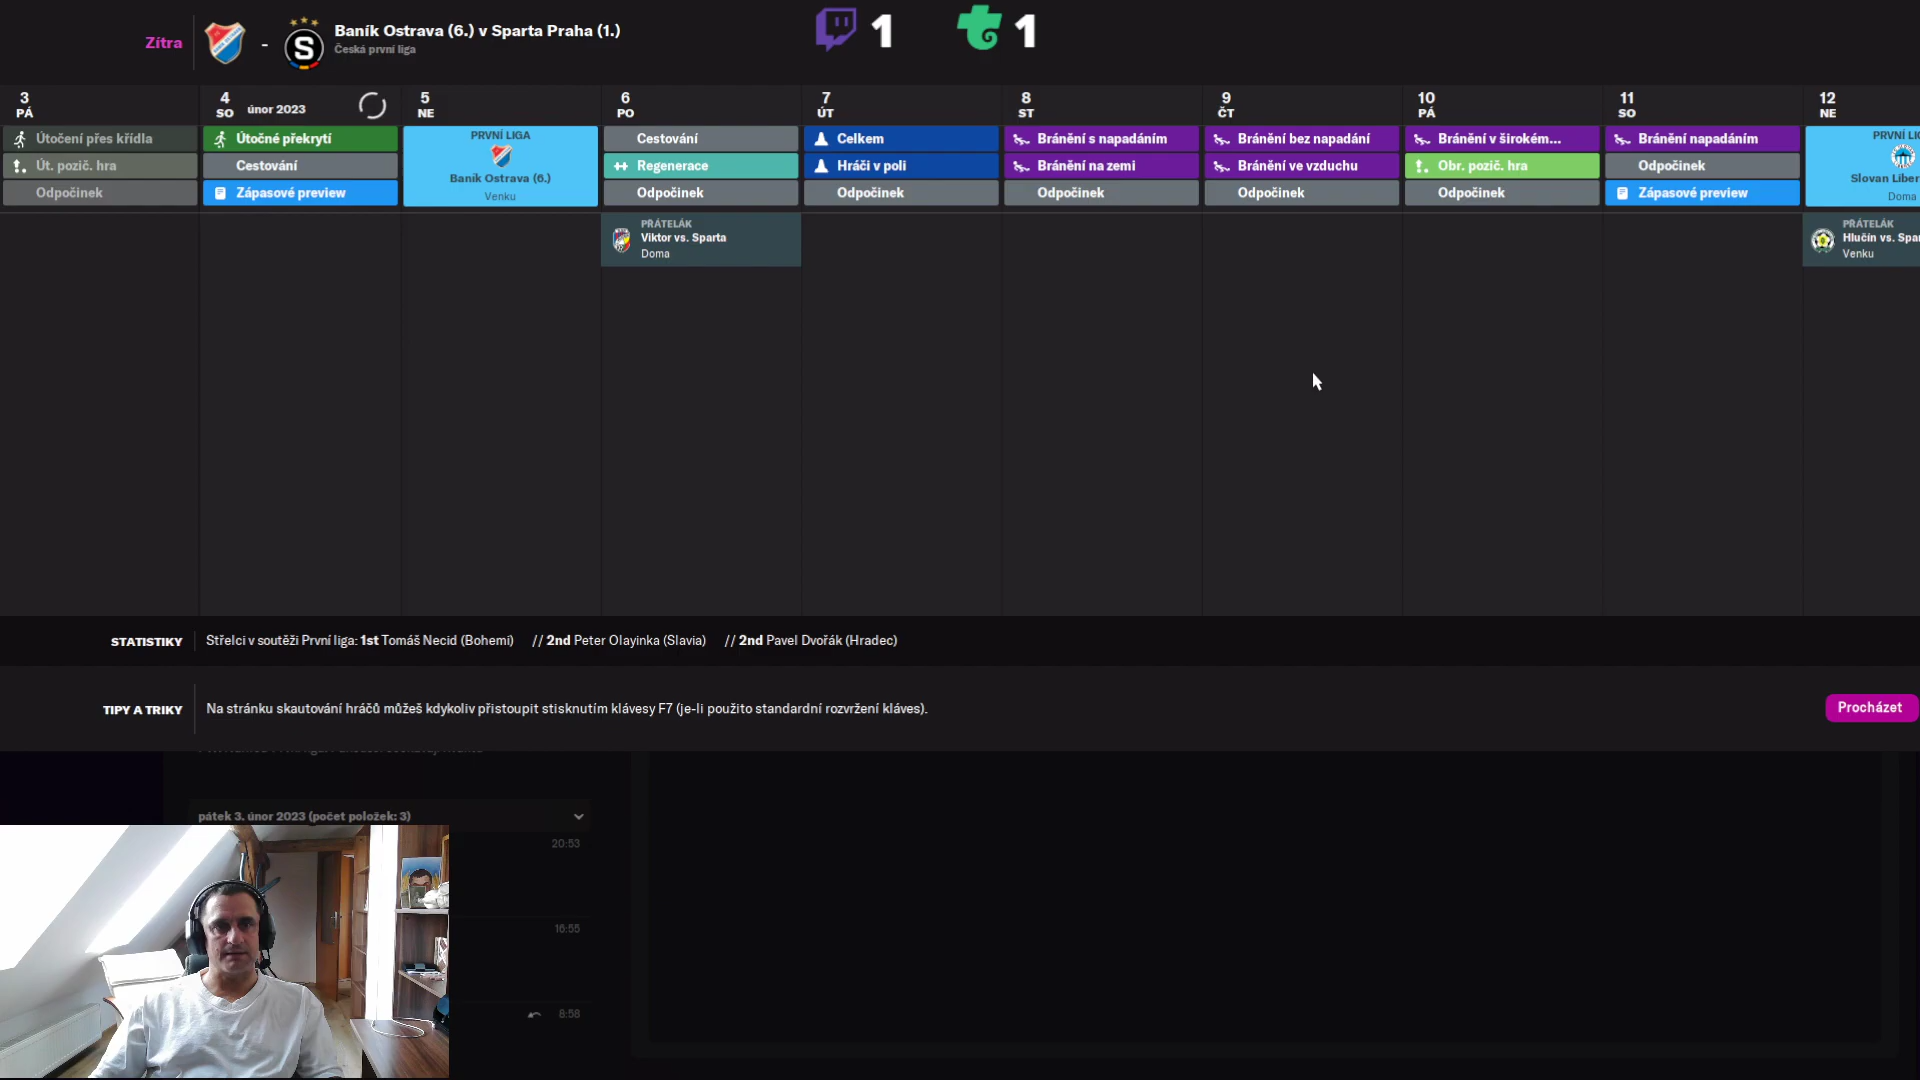 Zítra
Baník Ostrava (6.) v Sparta Praha (1.)
Česká první liga
S
1
1
3
PÁ
4
SO
únor 2023
5
NE
6
PO
7
ÚT
8
ST
9
ČT
10
PÁ
11
SO
12
NE
Útočení přes křídla
Út. pozič. hra
Odpočinek
Útočné překrytí
Cestování
Zápasové preview
PRVNÍ LIGA
Baník Ostrava (6.)
Venku
Cestování
Regenerace
Odpočinek
Celkem
Hráči v poli
Odpočinek
Bránění s napadáním
Bránění na zemi
Odpočinek
Bránění bez napadání
Bránění ve vzduchu
Odpočinek
Bránění v širokém...
Obr. pozič. hra
Odpočinek
Bránění napadáním
Odpočinek
Zápasové preview
PRVNÍ LIG
Slovan Liber
Doma
PŘÁTELÁK
Viktor vs. Sparta
Doma
PŘÁTELÁK
Hlučín vs. Spar
Venku
STATISTIKY
Střelci v soutěži První liga: 1st Tomáš Necid (Bohemi) // 2nd Peter Olayinka (Slavia) // 2nd Pavel Dvořák (Hradec)
TIPY A TRIKY
Na stránku skautování hráčů můžeš kdykoliv přistoupit stisknutím klávesy F7 (je-li použito standardní rozvržení kláves).
Procházet
pátek 3. únor 2023 (počet položek: 3)
20:53
16:55
8:58